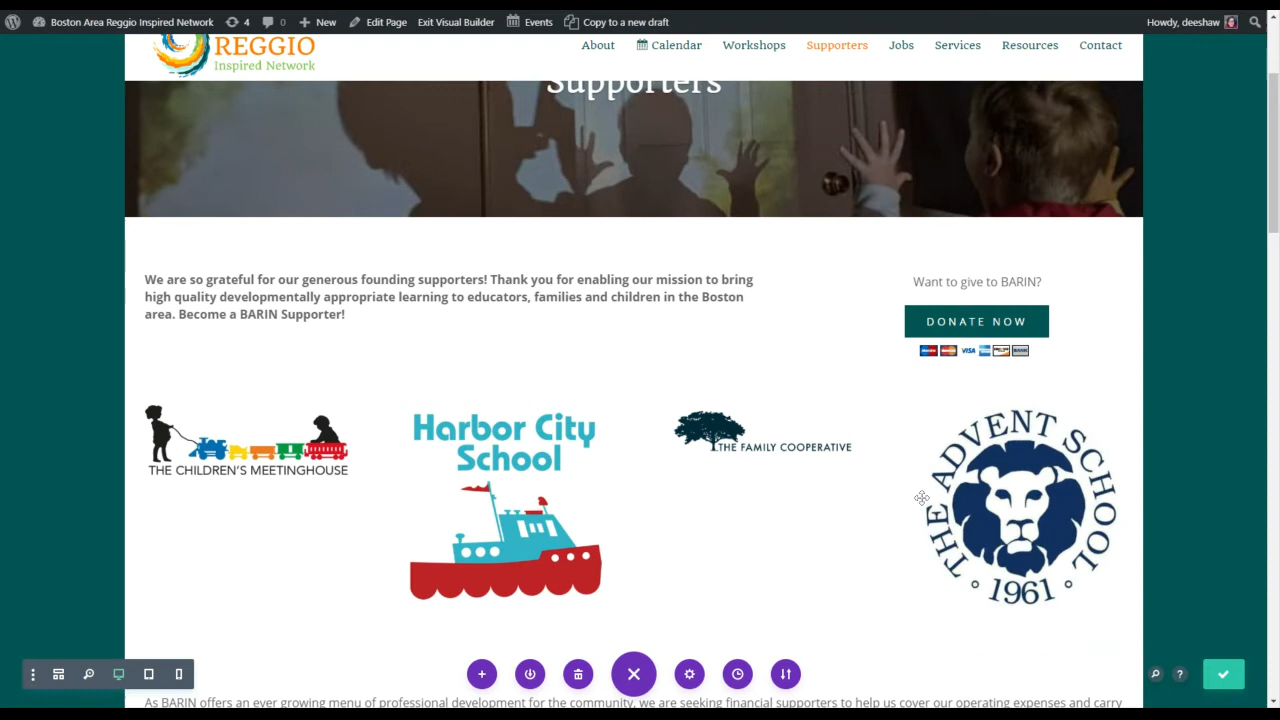 Boston Area Reggio Inspired Network 4 0 New Edit Page Exit Visual Builder Events Copy to a new draft Howdy, deeshaw
REGGIO
Inspired Network
About Calendar Workshops Supporters Jobs Services Resources Contact
Supporters
We are so grateful for our generous founding supporters! Thank you for enabling our mission to bring
high quality developmentally appropriate learning to educators, families and children in the Boston
area. Become a BARIN Supporter!
Want to give to BARIN?
DONATE NOW
VISA
THE CHILDREN'S MEETINGHOUSE
Harbor City
School
THE FAMILY COOPERATIVE
THE ADVENT SCHOOL
1961
As BARIN offers an ever growing menu of professional development for the community, we are seeking financial supporters to help us cover our operating expenses and carry